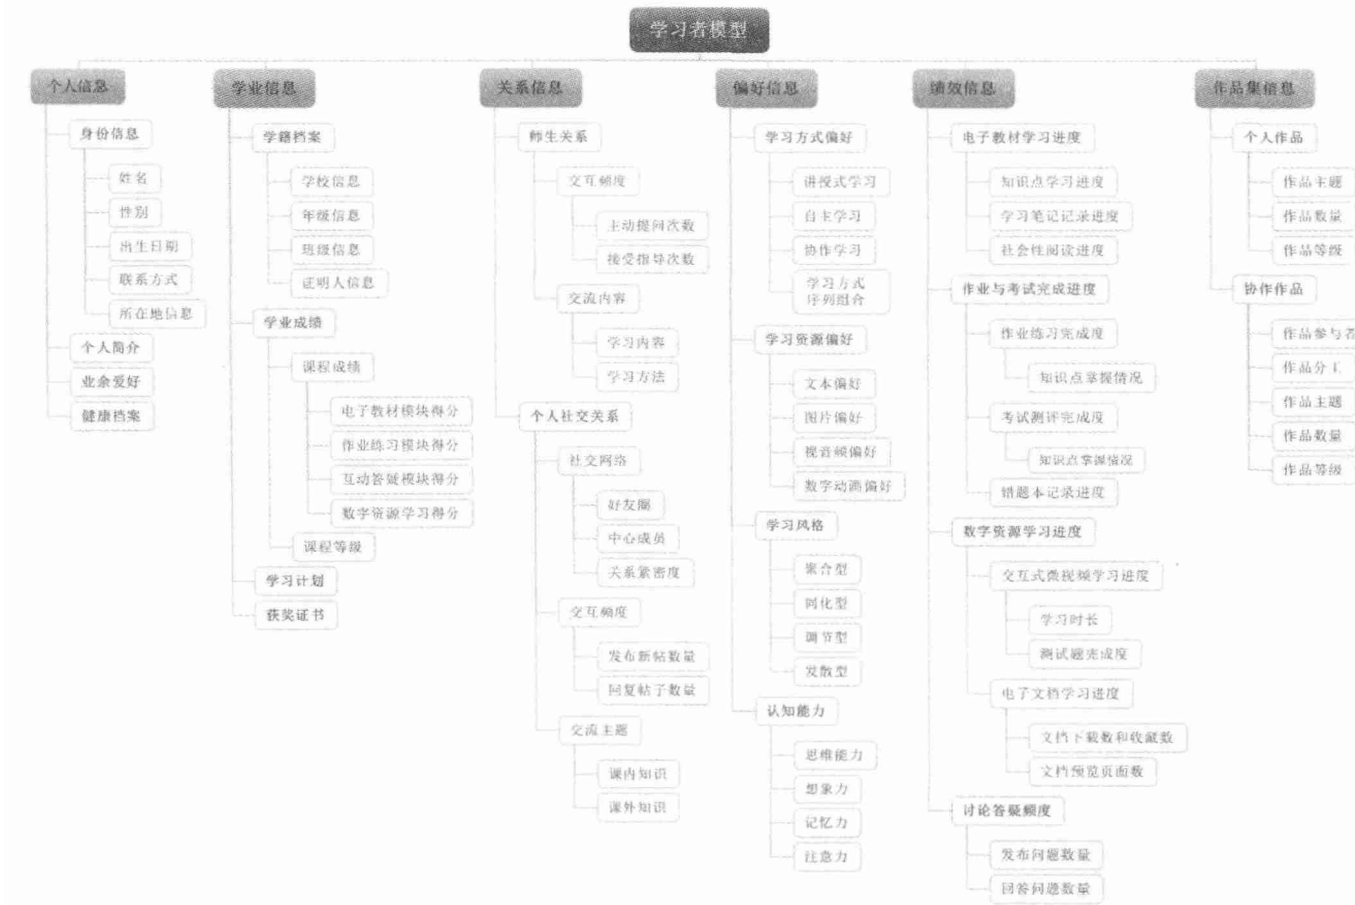 学习者模型
个人信息
身份信息
姓名
性别
出生日期
联系方式
所在地信息
个人简介
业余爱好
健康档案
学业信息
学籍档案
学校信息
年级信息
班级信息
证明人信息
学业成绩
课程成绩
电子教材模块得分
作业练习模块得分
互动答疑模块得分
数字资源学习得分
课程等级
学习计划
获奖证书
关系信息
师生关系
交互频度
主动提问次数
接受指导次数
交流内容
学习内容
学习方法
个人社交关系
社交网络
好友圈
中心成员
关系紧密度
交互频度
发布新帖数量
回复帖子数量
交流主题
课内知识
课外知识
偏好信息
学习方式偏好
讲授式学习
自主学习
协作学习
学习方式
序列组合
学习资源偏好
文本偏好
图片偏好
视音频偏好
数字动画偏好
学习风格
聚合型
同化型
调节型
发散型
认知能力
思维能力
想象力
记忆力
注意力
绩效信息
电子教材学习进度
知识点学习进度
学习笔记记录进度
社会性阅读进度
作业与考试完成进度
作业练习完成度
知识点掌握情况
考试测评完成度
知识点掌握情况
错题本记录进度
数字资源学习进度
交互式微视频学习进度
学习时长
测试题完成度
电子文档学习进度
文档下载数和收藏数
文档预览页面数
讨论答疑频度
发布问题数量
回答问题数量
作品集信息
个人作品
作品主题
作品数量
作品等级
协作作品
作品参与者
作品分工
作品主题
作品数量
作品等级